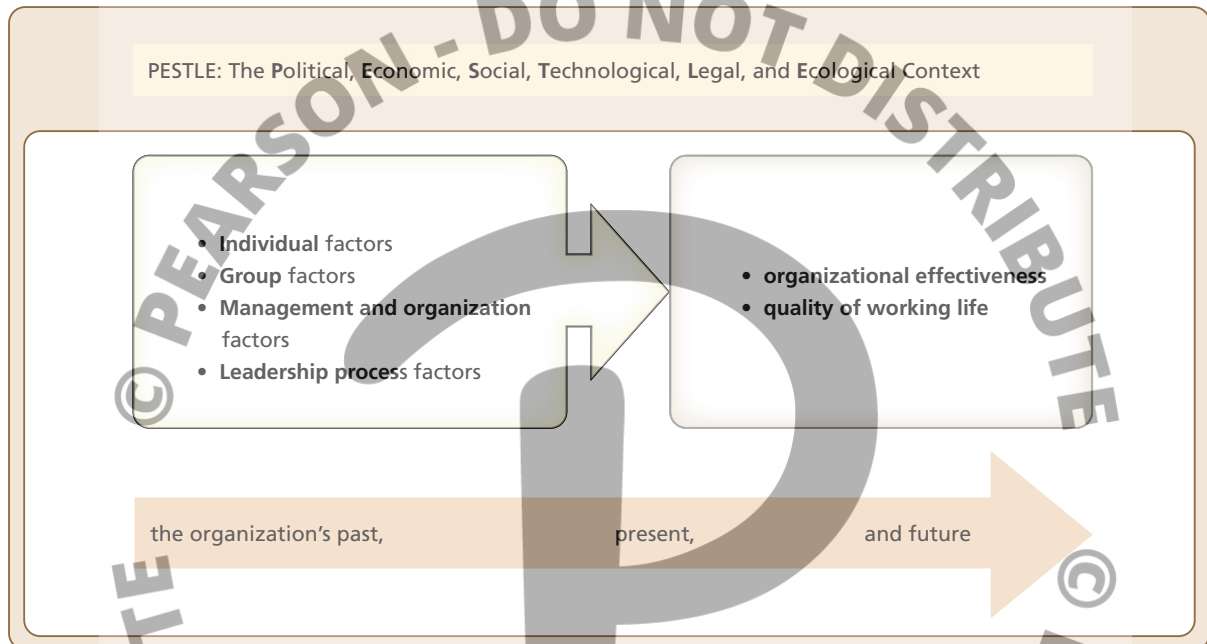 © PEARSON - DO NOT DISTRIBUTE
PESTLE: The Political, Economic, Social, Technological, Legal, and Ecological Context
• Individual factors
• Group factors
• Management and organization
factors
• Leadership process factors
• organizational effectiveness
• quality of working life
the organization’s past, present, and future
TE
©